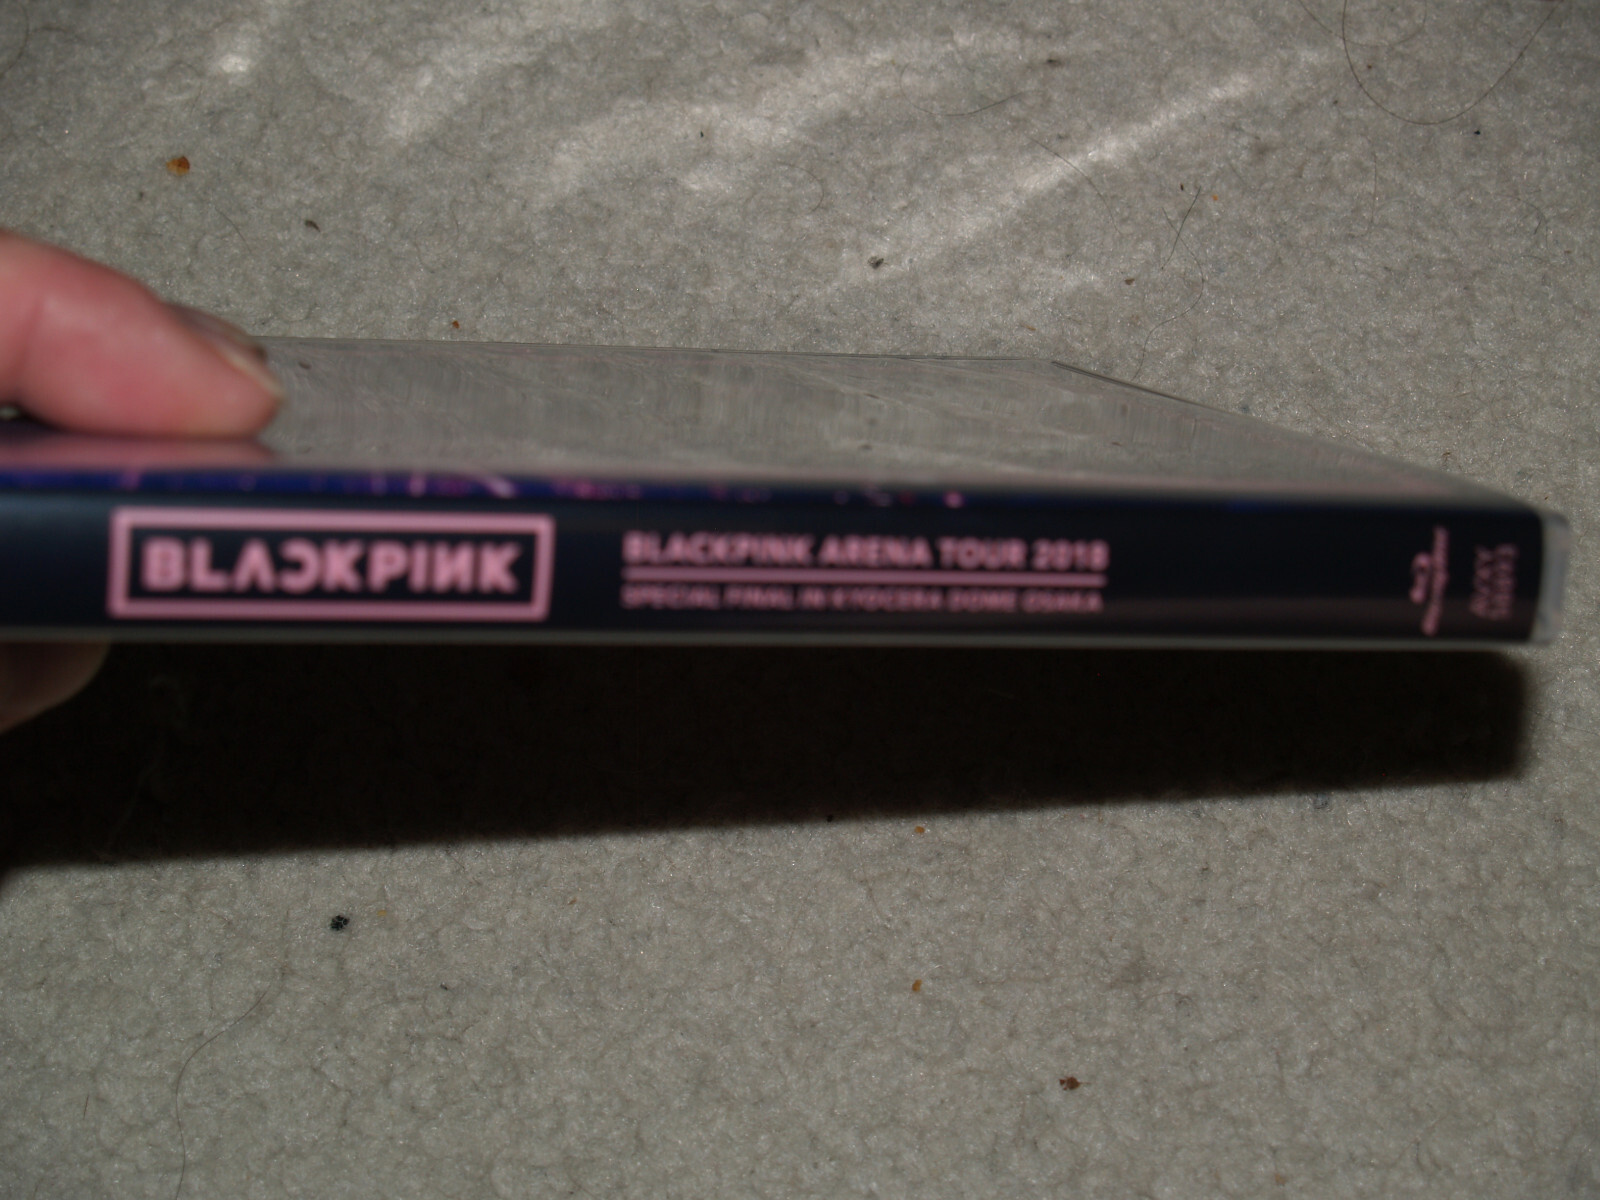 BLACKPINK
BLACKPINK ARENA TOUR 2018
SPECIAL FINAL IN KYOCERA DOME OSAKA